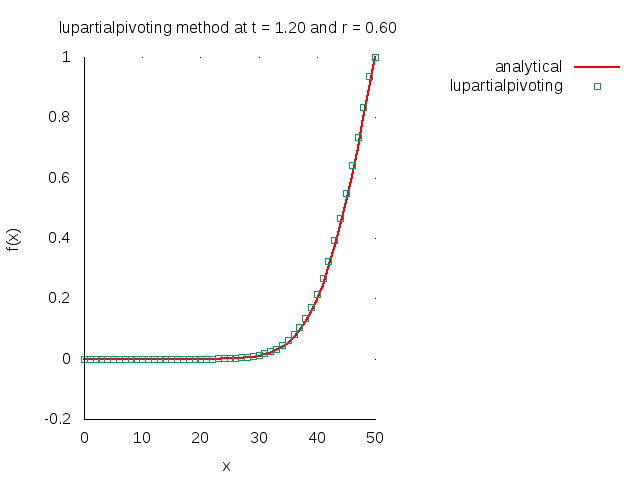 lupartialpivoting method at t = 1.20 and r = 0.60
analytical
lupartialpivoting
1
0.8
0.6
0.4
0.2
0
-0.2
f(x)
0 10 20 30 40 50
x